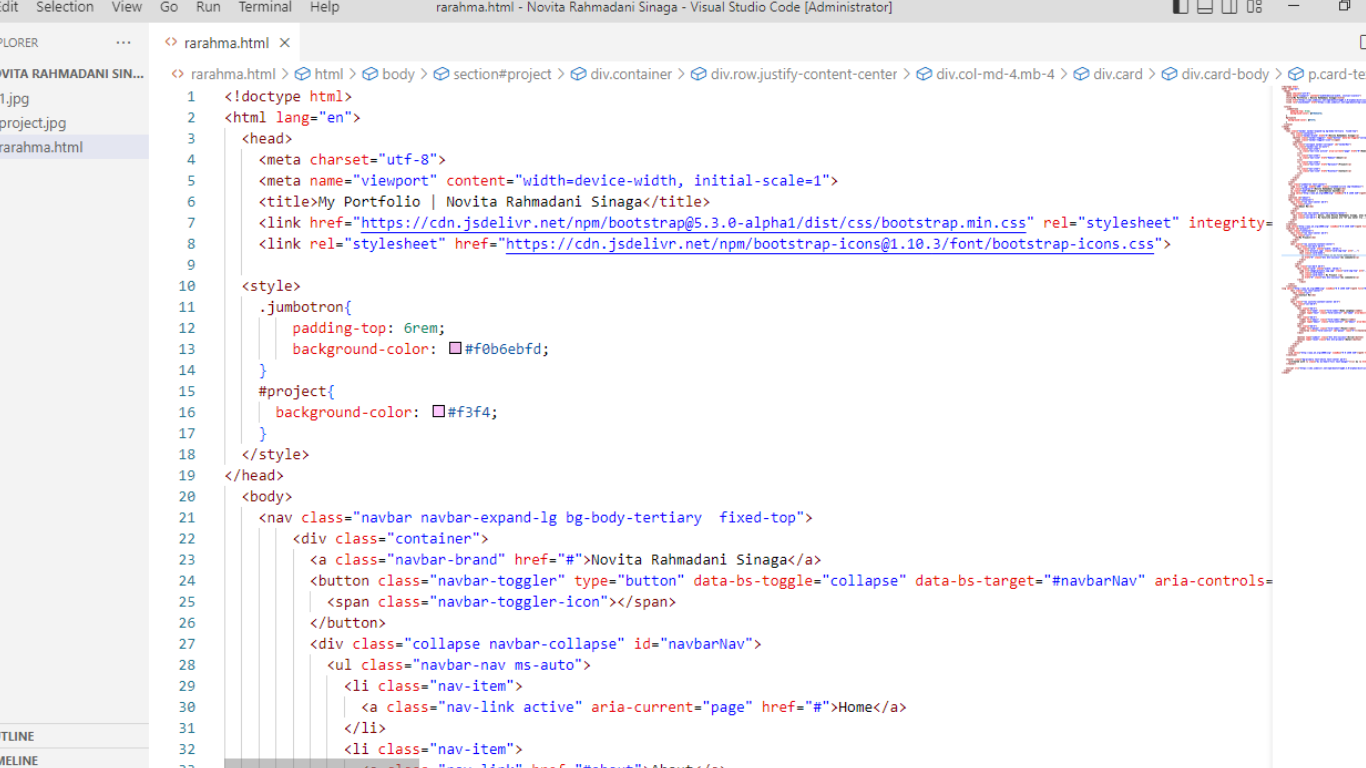 Edit Selection View Go Run Terminal Help rarahma.html - Novita Rahmadani Sinaga - Visual Studio Code [Administrator]
PLORER ··· rarahma.html
OVITA RAHMADANI SIN...
1.jpg
project.jpg
rarahma.html
rarahma.html > html > body > section#project > div.container > div.row.justify-content-center > div.col-md-4.mb-4 > div.card > div.card-body > p.card-te
1 <!doctype html>
2 <html lang="en">
3 <head>
4 <meta charset="utf-8">
5 <meta name="viewport" content="width=device-width, initial-scale=1">
6 <title>My Portfolio | Novita Rahmadani Sinaga</title>
7 <link href="https://cdn.jsdelivr.net/npm/bootstrap@5.3.0-alpha1/dist/css/bootstrap.min.css" rel="stylesheet" integrity=
8 <link rel="stylesheet" href="https://cdn.jsdelivr.net/npm/bootstrap-icons@1.10.3/font/bootstrap-icons.css">
9
10 <style>
11 .jumbotron{
12 padding-top: 6rem;
13 background-color: #f0b6ebfd;
14 }
15 #project{
16 background-color: #f3f4;
17 }
18 </style>
19 </head>
20 <body>
21 <nav class="navbar navbar-expand-lg bg-body-tertiary  fixed-top">
22 <div class="container">
23 <a class="navbar-brand" href="#">Novita Rahmadani Sinaga</a>
24 <button class="navbar-toggler" type="button" data-bs-toggle="collapse" data-bs-target="#navbarNav" aria-controls=
25 <span class="navbar-toggler-icon"></span>
26 </button>
27 <div class="collapse navbar-collapse" id="navbarNav">
28 <ul class="navbar-nav ms-auto">
29 <li class="nav-item">
30 <a class="nav-link active" aria-current="page" href="#">Home</a>
31 </li>
32 <li class="nav-item">
33 <a class="nav-link" href="#about">About</a>
TLINE
MELINE